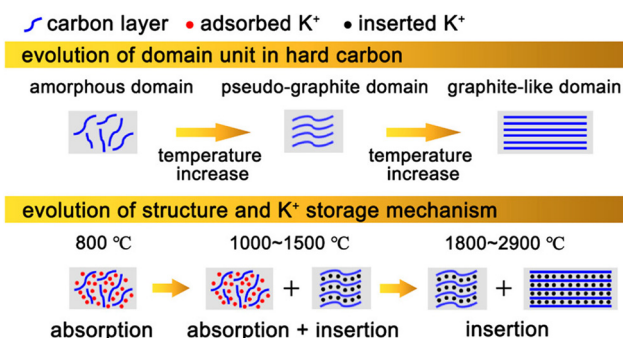 carbon layer adsorbed K⁺ inserted K⁺
evolution of domain unit in hard carbon
amorphous domain pseudo-graphite domain graphite-like domain
temperature increase temperature increase
evolution of structure and K⁺ storage mechanism
800 ℃ 1000~1500 ℃ 1800~2900 ℃
+ +
absorption absorption + insertion insertion